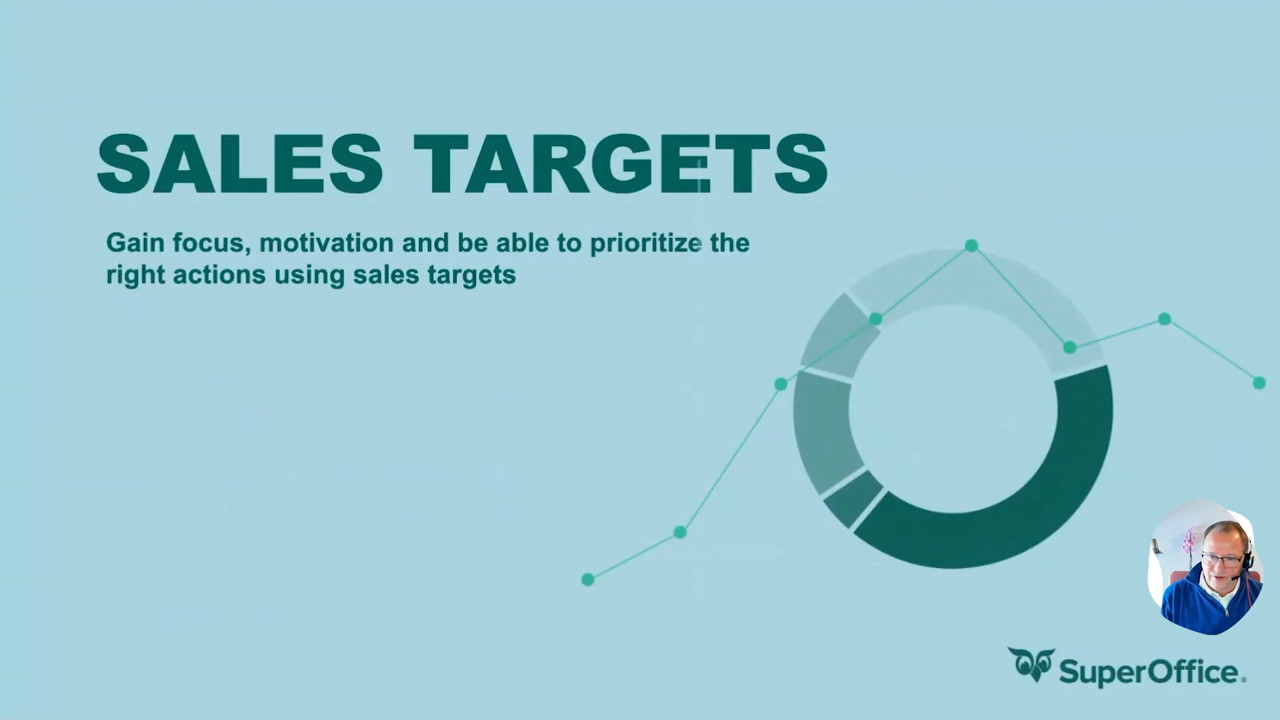 SALES TARGETS
Gain focus, motivation and be able to prioritize the
right actions using sales targets
SuperOffice.